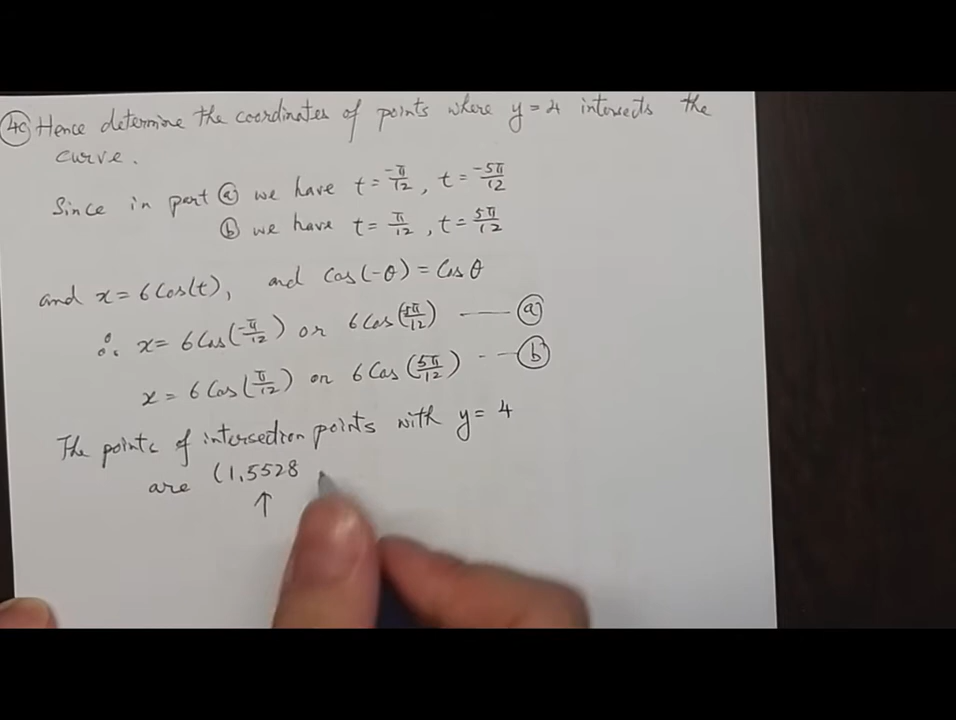 4c Hence determine the coordinates of points where y = 4 intersects the
curve.
Since in part ⓐ we have t = -π/12 , t = -5π/12
ⓑ we have t = π/12 , t = 5π/12
and x = 6 Cos(t), and Cos(-θ) = Cos θ
∴ x = 6 Cos(-π/12) or 6 Cos(5π/12) —— ⓐ
x = 6 Cos(π/12) or 6 Cos(5π/12) - - — ⓑ
The points of intersection points with y = 4
are (1.5528
↑